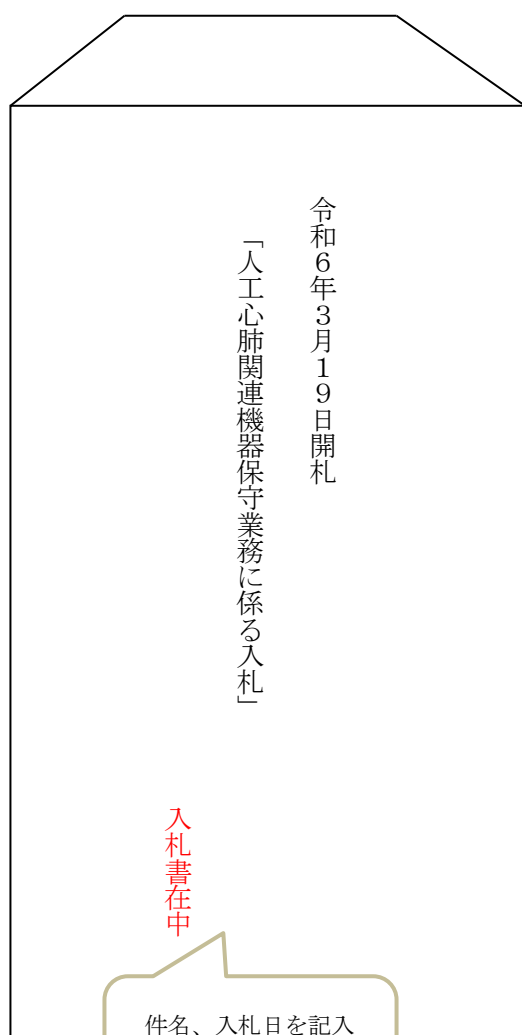 令和６年３月１９日開札
「人工心肺関連機器保守業務に係る入札」
入札書在中
件名、入札日を記入